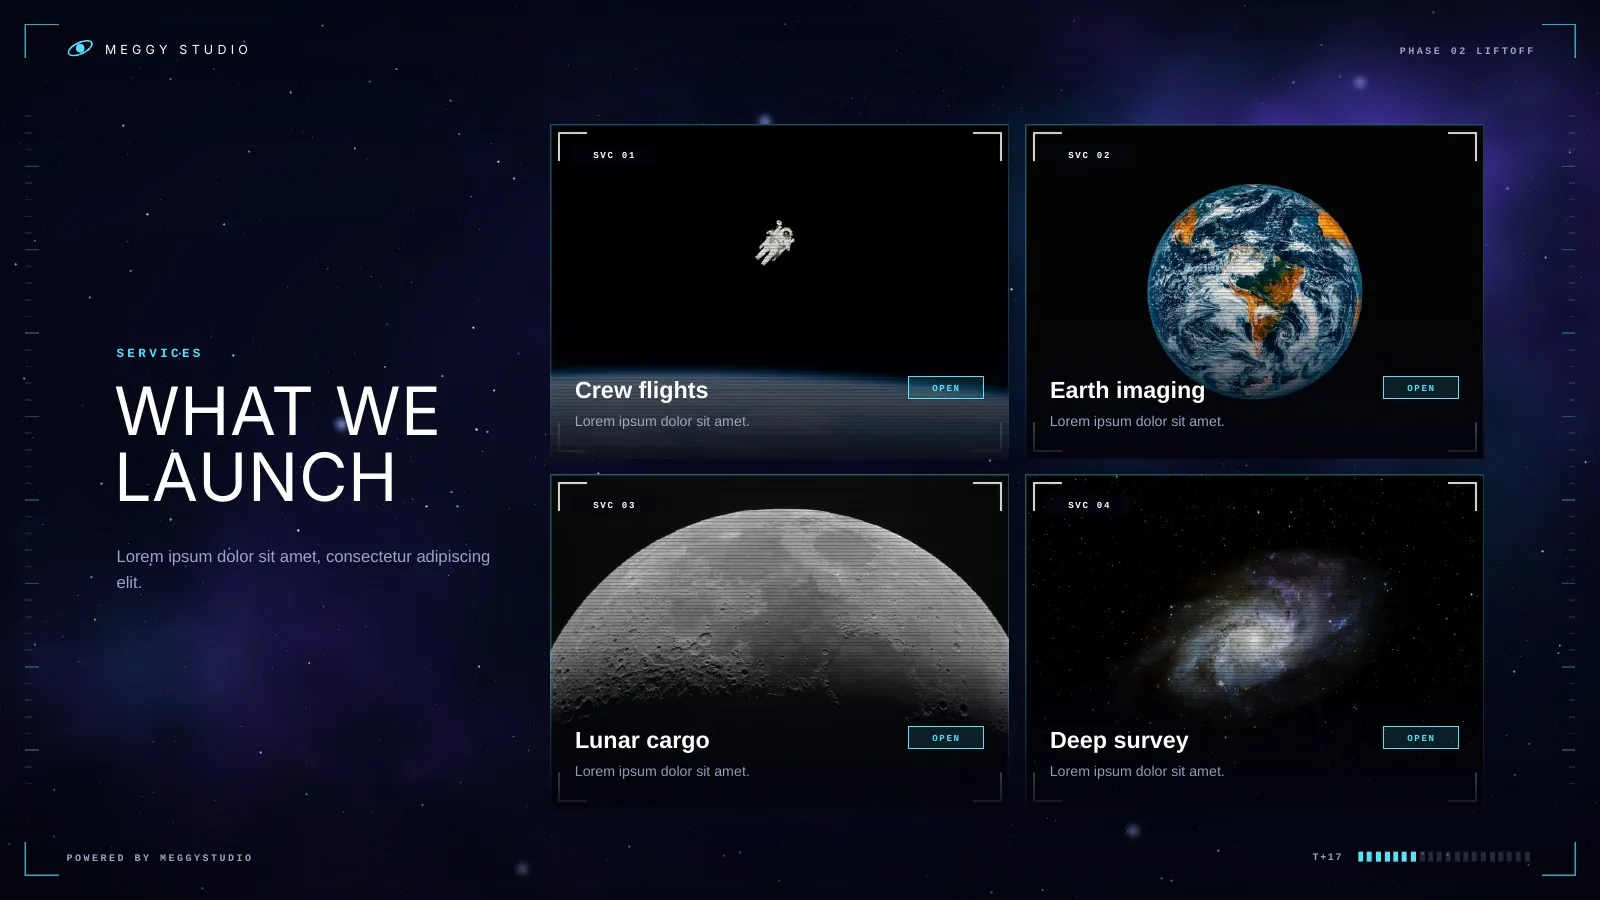 MEGGY STUDIO
PHASE 02 LIFTOFF
SERVICES
WHAT WE
LAUNCH
Lorem ipsum dolor sit amet, consectetur adipiscing
elit.
SVC 01
Crew flights
OPEN
Lorem ipsum dolor sit amet.
SVC 02
Earth imaging
OPEN
Lorem ipsum dolor sit amet.
SVC 03
Lunar cargo
OPEN
Lorem ipsum dolor sit amet.
SVC 04
Deep survey
OPEN
Lorem ipsum dolor sit amet.
POWERED BY MEGGYSTUDIO
T+17